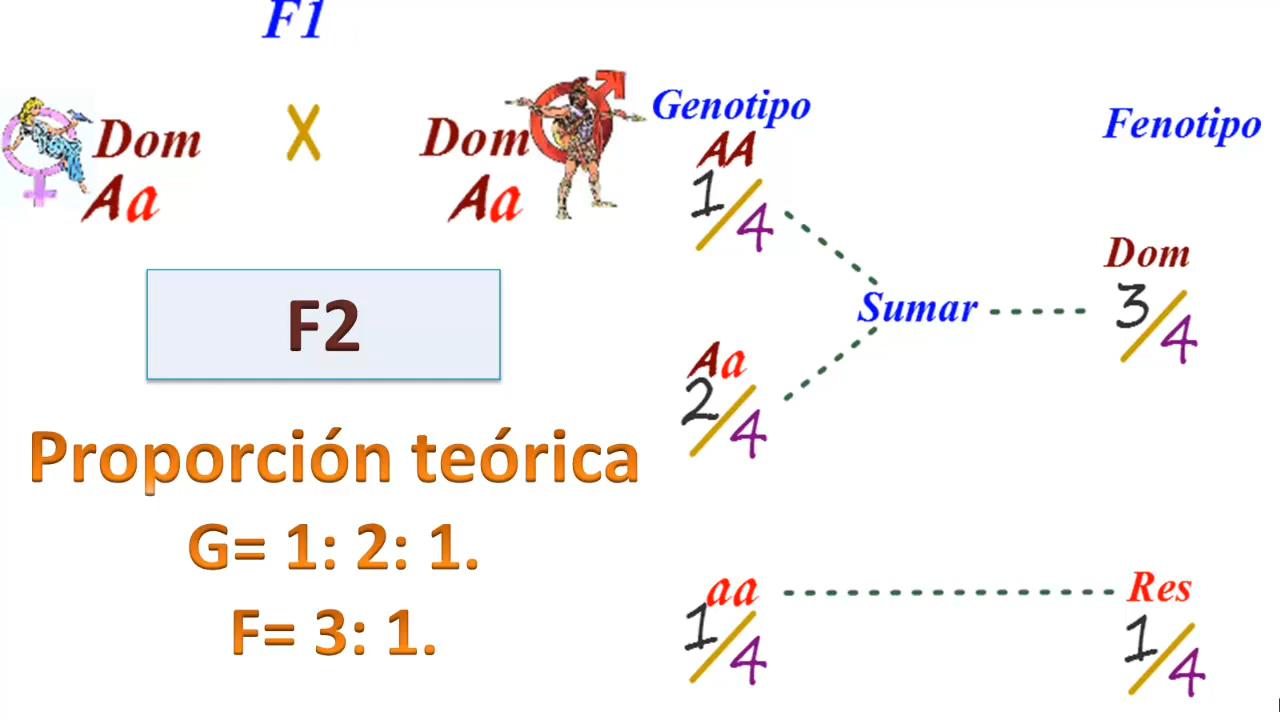 F1
Dom X Dom
Aa Aa
F2
Proporción teórica
G= 1: 2: 1.
F= 3: 1.
Genotipo
AA
1/4
Aa
2/4
Sumar
aa
1/4
Fenotipo
Dom
3/4
Res
1/4